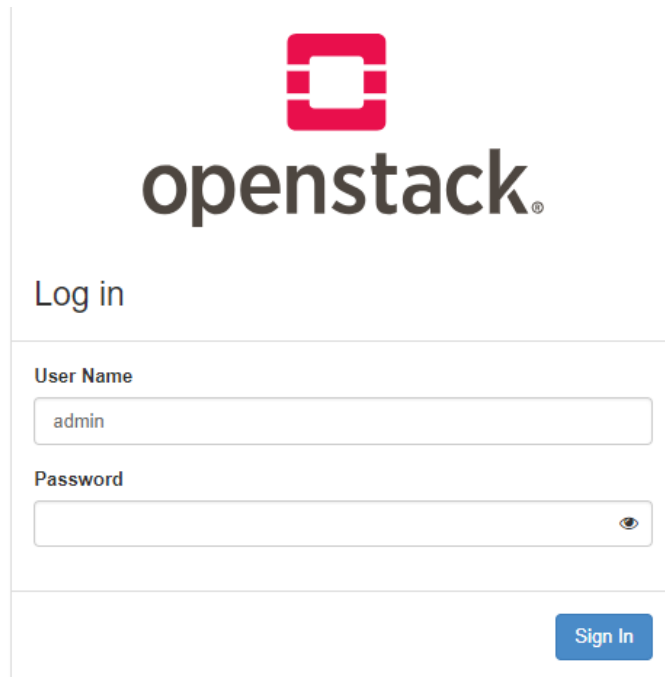 openstack®
Log in
User Name
admin
Password
Sign In